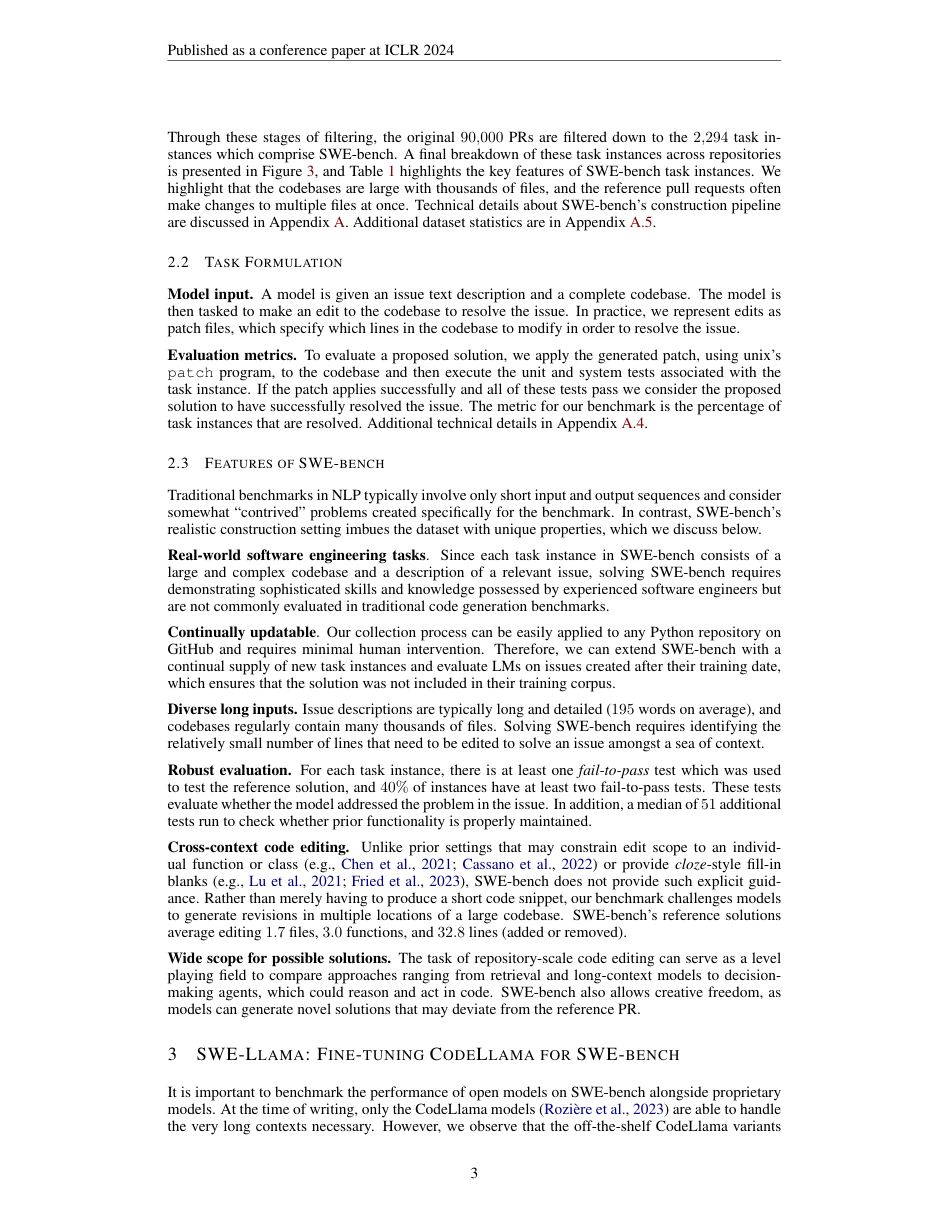 Published as a conference paper at ICLR 2024
Through these stages of filtering, the original 90,000 PRs are filtered down to the 2,294 task in-
stances which comprise SWE-bench. A final breakdown of these task instances across repositories
is presented in Figure 3, and Table 1 highlights the key features of SWE-bench task instances. We
highlight that the codebases are large with thousands of files, and the reference pull requests often
make changes to multiple files at once. Technical details about SWE-bench's construction pipeline
are discussed in Appendix A. Additional dataset statistics are in Appendix A.5.
2.2 TASK FORMULATION
Model input. A model is given an issue text description and a complete codebase. The model is
then tasked to make an edit to the codebase to resolve the issue. In practice, we represent edits as
patch files, which specify which lines in the codebase to modify in order to resolve the issue.
Evaluation metrics. To evaluate a proposed solution, we apply the generated patch, using unix's
patch program, to the codebase and then execute the unit and system tests associated with the
task instance. If the patch applies successfully and all of these tests pass we consider the proposed
solution to have successfully resolved the issue. The metric for our benchmark is the percentage of
task instances that are resolved. Additional technical details in Appendix A.4.
2.3 FEATURES OF SWE-BENCH
Traditional benchmarks in NLP typically involve only short input and output sequences and consider
somewhat “contrived” problems created specifically for the benchmark. In contrast, SWE-bench's
realistic construction setting imbues the dataset with unique properties, which we discuss below.
Real-world software engineering tasks. Since each task instance in SWE-bench consists of a
large and complex codebase and a description of a relevant issue, solving SWE-bench requires
demonstrating sophisticated skills and knowledge possessed by experienced software engineers but
are not commonly evaluated in traditional code generation benchmarks.
Continually updatable. Our collection process can be easily applied to any Python repository on
GitHub and requires minimal human intervention. Therefore, we can extend SWE-bench with a
continual supply of new task instances and evaluate LMs on issues created after their training date,
which ensures that the solution was not included in their training corpus.
Diverse long inputs. Issue descriptions are typically long and detailed (195 words on average), and
codebases regularly contain many thousands of files. Solving SWE-bench requires identifying the
relatively small number of lines that need to be edited to solve an issue amongst a sea of context.
Robust evaluation. For each task instance, there is at least one fail-to-pass test which was used
to test the reference solution, and 40% of instances have at least two fail-to-pass tests. These tests
evaluate whether the model addressed the problem in the issue. In addition, a median of 51 additional
tests run to check whether prior functionality is properly maintained.
Cross-context code editing. Unlike prior settings that may constrain edit scope to an individ-
ual function or class (e.g., Chen et al., 2021; Cassano et al., 2022) or provide cloze-style fill-in
blanks (e.g., Lu et al., 2021; Fried et al., 2023), SWE-bench does not provide such explicit guid-
ance. Rather than merely having to produce a short code snippet, our benchmark challenges models
to generate revisions in multiple locations of a large codebase. SWE-bench's reference solutions
average editing 1.7 files, 3.0 functions, and 32.8 lines (added or removed).
Wide scope for possible solutions. The task of repository-scale code editing can serve as a level
playing field to compare approaches ranging from retrieval and long-context models to decision-
making agents, which could reason and act in code. SWE-bench also allows creative freedom, as
models can generate novel solutions that may deviate from the reference PR.
3 SWE-LLAMA: FINE-TUNING CODELLAMA FOR SWE-BENCH
It is important to benchmark the performance of open models on SWE-bench alongside proprietary
models. At the time of writing, only the CodeLlama models (Rozière et al., 2023) are able to handle
the very long contexts necessary. However, we observe that the off-the-shelf CodeLlama variants
3